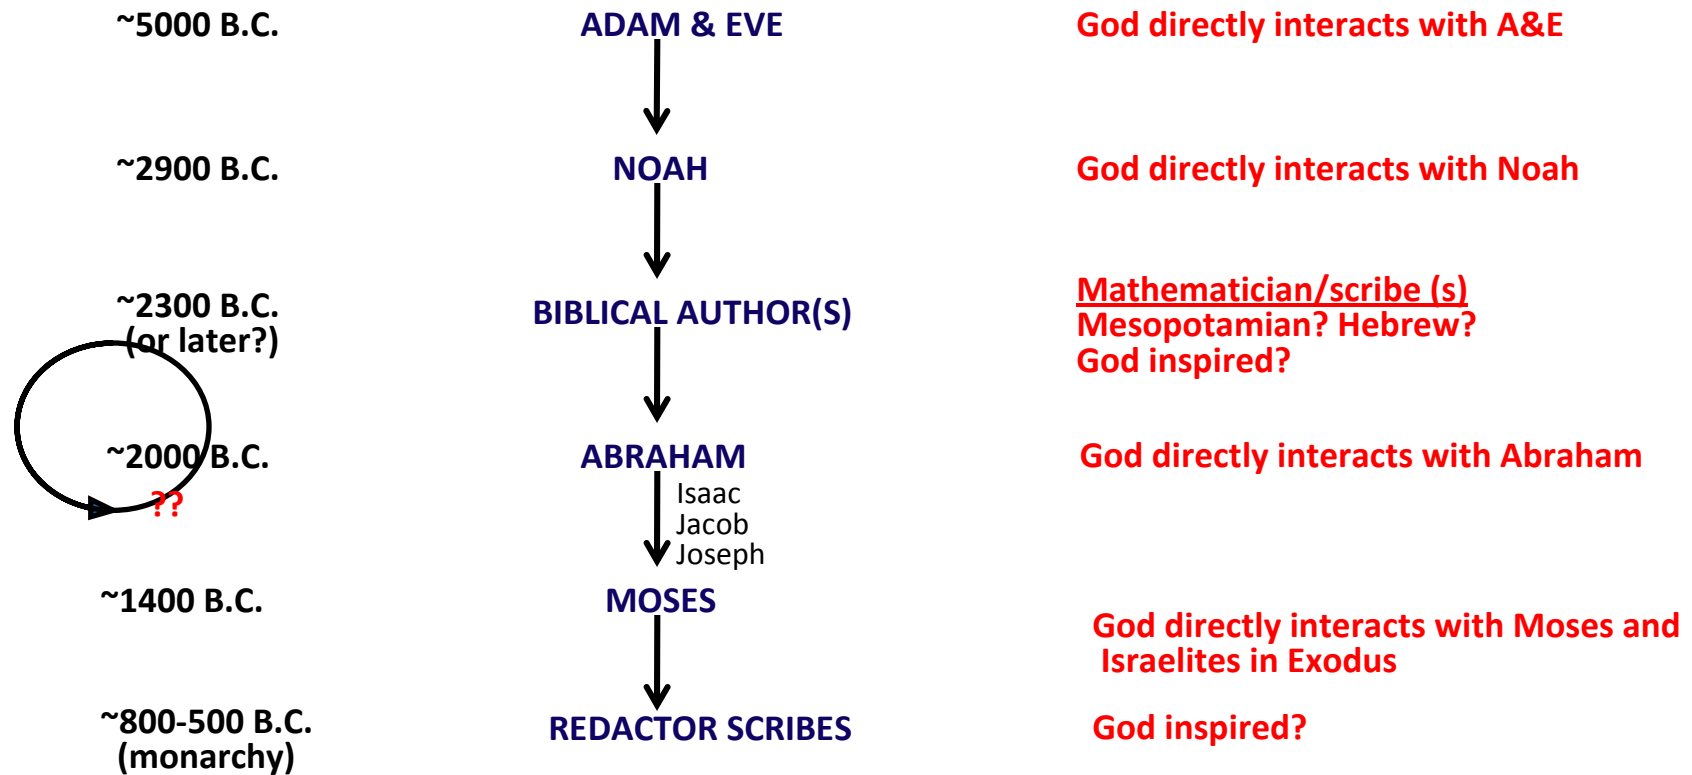 ~5000 B.C. ADAM & EVE God directly interacts with A&E
~2900 B.C. NOAH God directly interacts with Noah
~2300 B.C. BIBLICAL AUTHOR(S) Mathematician/scribe (s)
(or later?) Mesopotamian? Hebrew?
God inspired?
~2000 B.C. ABRAHAM God directly interacts with Abraham
?? Isaac
Jacob
Joseph
~1400 B.C. MOSES God directly interacts with Moses and
Israelites in Exodus
~800-500 B.C. REDACTOR SCRIBES God inspired?
(monarchy)